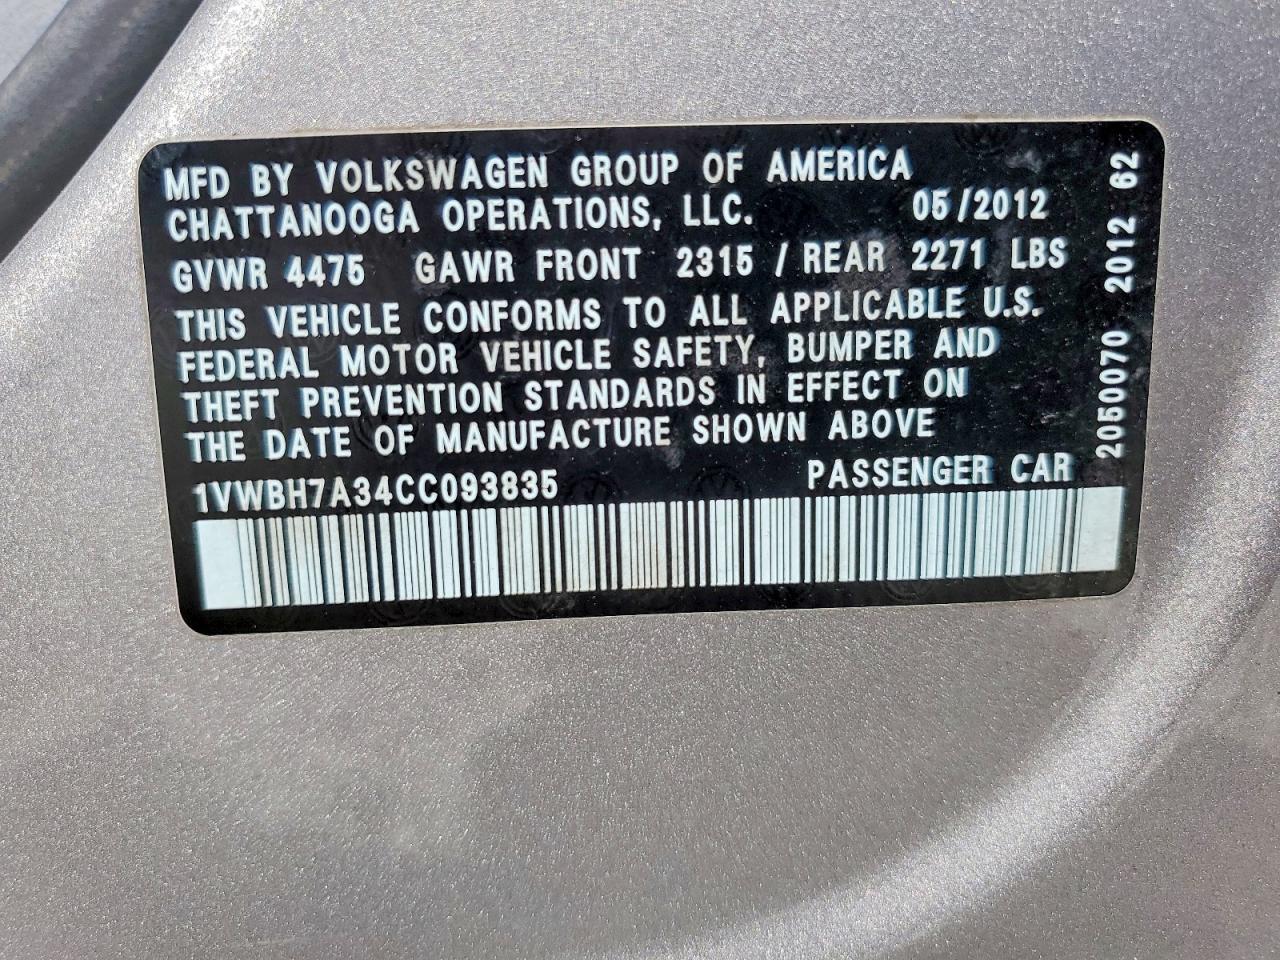 MFD BY VOLKSWAGEN GROUP OF AMERICA
CHATTANOOGA OPERATIONS, LLC. 05/2012
GVWR 4475 GAWR FRONT 2315 / REAR 2271 LBS
THIS VEHICLE CONFORMS TO ALL APPLICABLE U.S.
FEDERAL MOTOR VEHICLE SAFETY, BUMPER AND
THEFT PREVENTION STANDARDS IN EFFECT ON
THE DATE OF MANUFACTURE SHOWN ABOVE
1VWBH7A34CC093835 PASSENGER CAR
20500070 2012 62